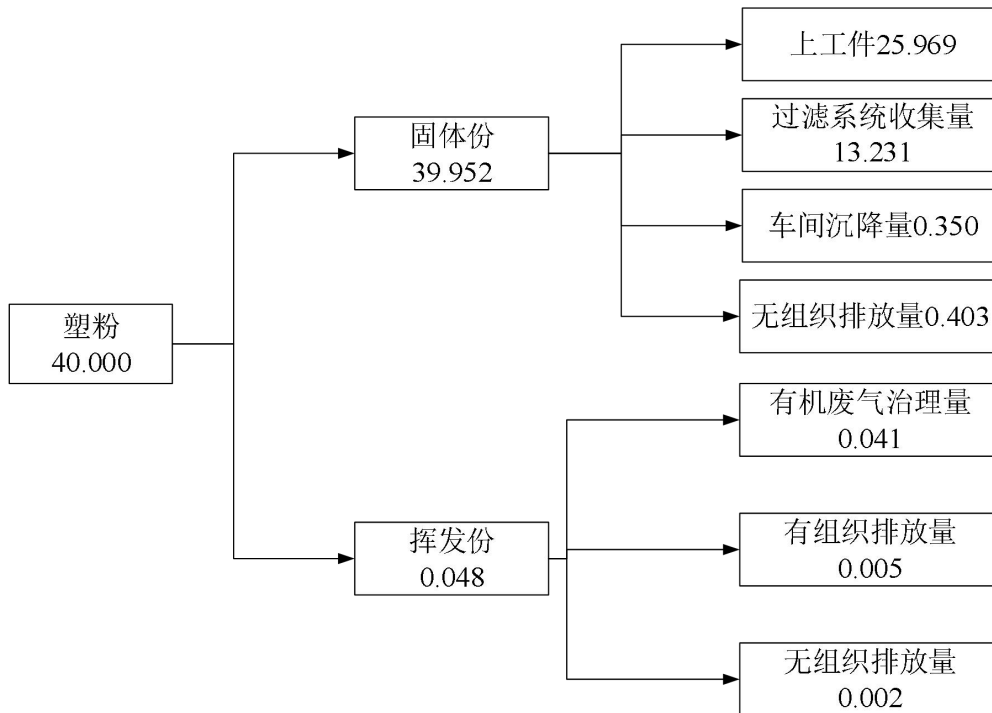 上工件25.969
固体份
39.952
过滤系统收集量
13.231
车间沉降量0.350
无组织排放量0.403
塑粉
40.000
有机废气治理量
0.041
挥发份
0.048
有组织排放量
0.005
无组织排放量
0.002